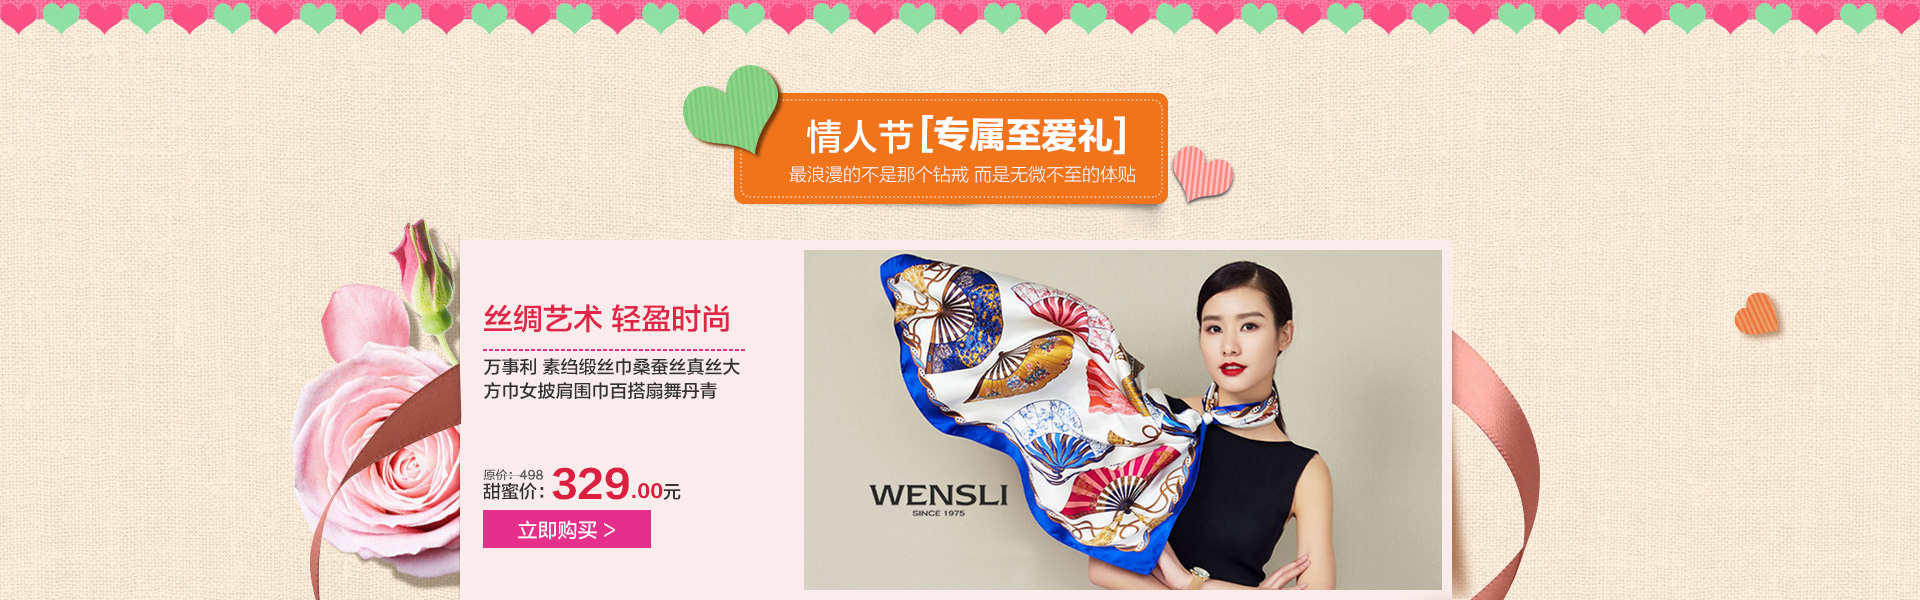 情人节[专属至爱礼]
最浪漫的不是那个钻戒 而是无微不至的体贴
丝绸艺术 轻盈时尚
万事利 素绉缎丝巾桑蚕丝真丝大
方巾女披肩围巾百搭扇舞丹青
原价：498
甜蜜价：329.00元
立即购买 >
WENSLI
SINCE 1975